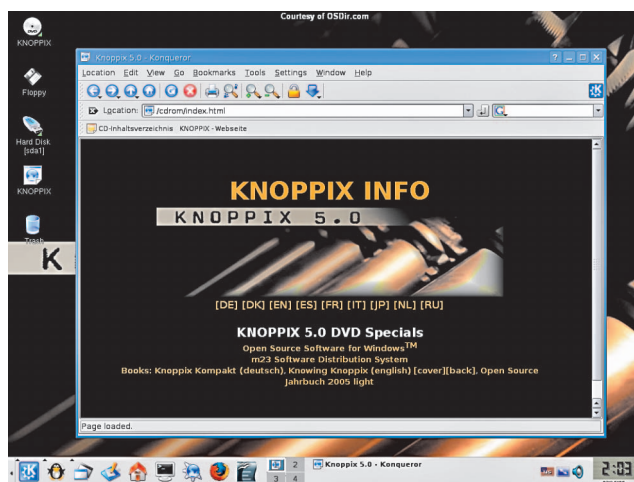 Courtesy of OSDir.com
KNOPPIX
Floppy
Hard Disk
[sda1]
KNOPPIX
Trash
K
Knoppix 5.0 - Konqueror
Location Edit View Go Bookmarks Tools Settings Window Help
Location: /cdrom/index.html
CD-Inhaltsverzeichnis KNOPPIX - Webseite
KNOPPIX INFO
KNOPPIX 5.0
[DE] [DK] [EN] [ES] [FR] [IT] [JP] [NL] [RU]
KNOPPIX 5.0 DVD Specials
Open Source Software for Windows™
m23 Software Distribution System
Books: Knoppix Kompakt (deutsch), Knowing Knoppix (english) [cover][back], Open Source
Jahrbuch 2005 light
Page loaded.
2
3 4
Knoppix 5.0 - Konqueror
2:03